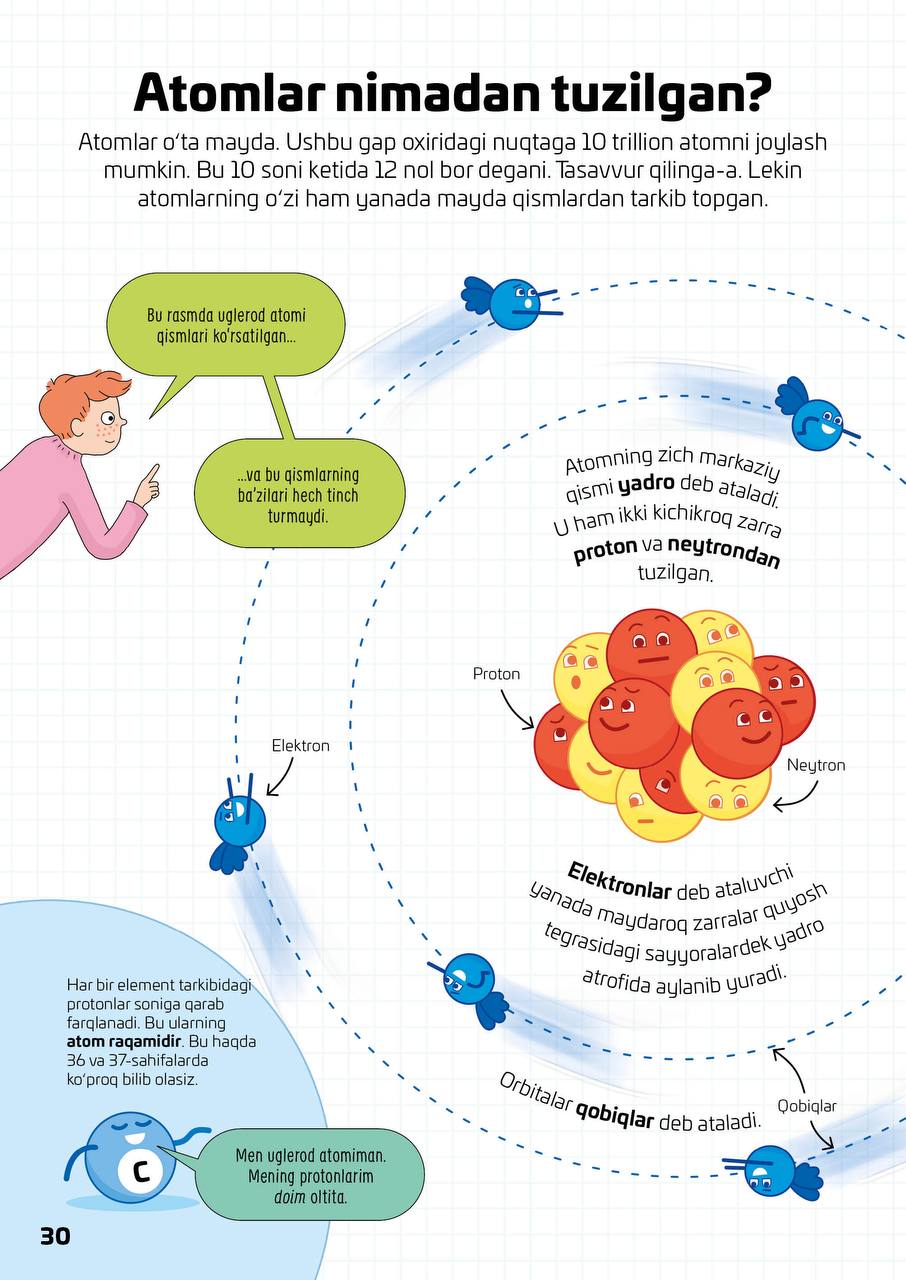 Atomlar nimadan tuzilgan?
Atomlar o‘ta mayda. Ushbu gap oxiridagi nuqtaga 10 trillion atomni joylash
mumkin. Bu 10 soni ketida 12 nol bor degani. Tasavvur qilinga-a. Lekin
atomlarning o‘zi ham yanada mayda qismlardan tarkib topgan.
Bu rasmda uglerod atomi
qismlari ko‘rsatilgan...
...va bu qismlarning
ba’zilari hech tinch
turmaydi.
Atomning zich markaziy
qismi yadro deb ataladi.
U ham ikki kichikroq zarra
proton va neytrondan
tuzilgan.
Proton
Elektron
Neytron
Elektronlar deb ataluvchi
yanada maydaroq zarralar quyosh
tegrasidagi sayyoralardek yadro
atrofida aylanib yuradi.
Har bir element tarkibidagi
protonlar soniga qarab
farqlanadi. Bu ularning
atom raqamidir. Bu haqda
36 va 37-sahifalarda
ko‘proq bilib olasiz.
Orbitalar qobiqlar deb ataladi.
Qobiqlar
C
Men uglerod atomiman.
Mening protonlarim
doim oltita.
30